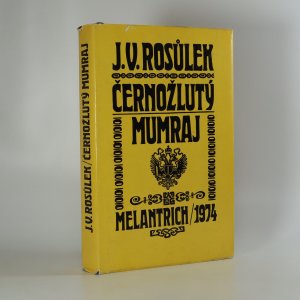 J.V. ROSŮLEK
ČERNOŽLUTÝ
MUMRAJ
MELANTRICH/1974
J.V. ROSŮLEK/ČERNOŽLUTÝ MUMRAJ